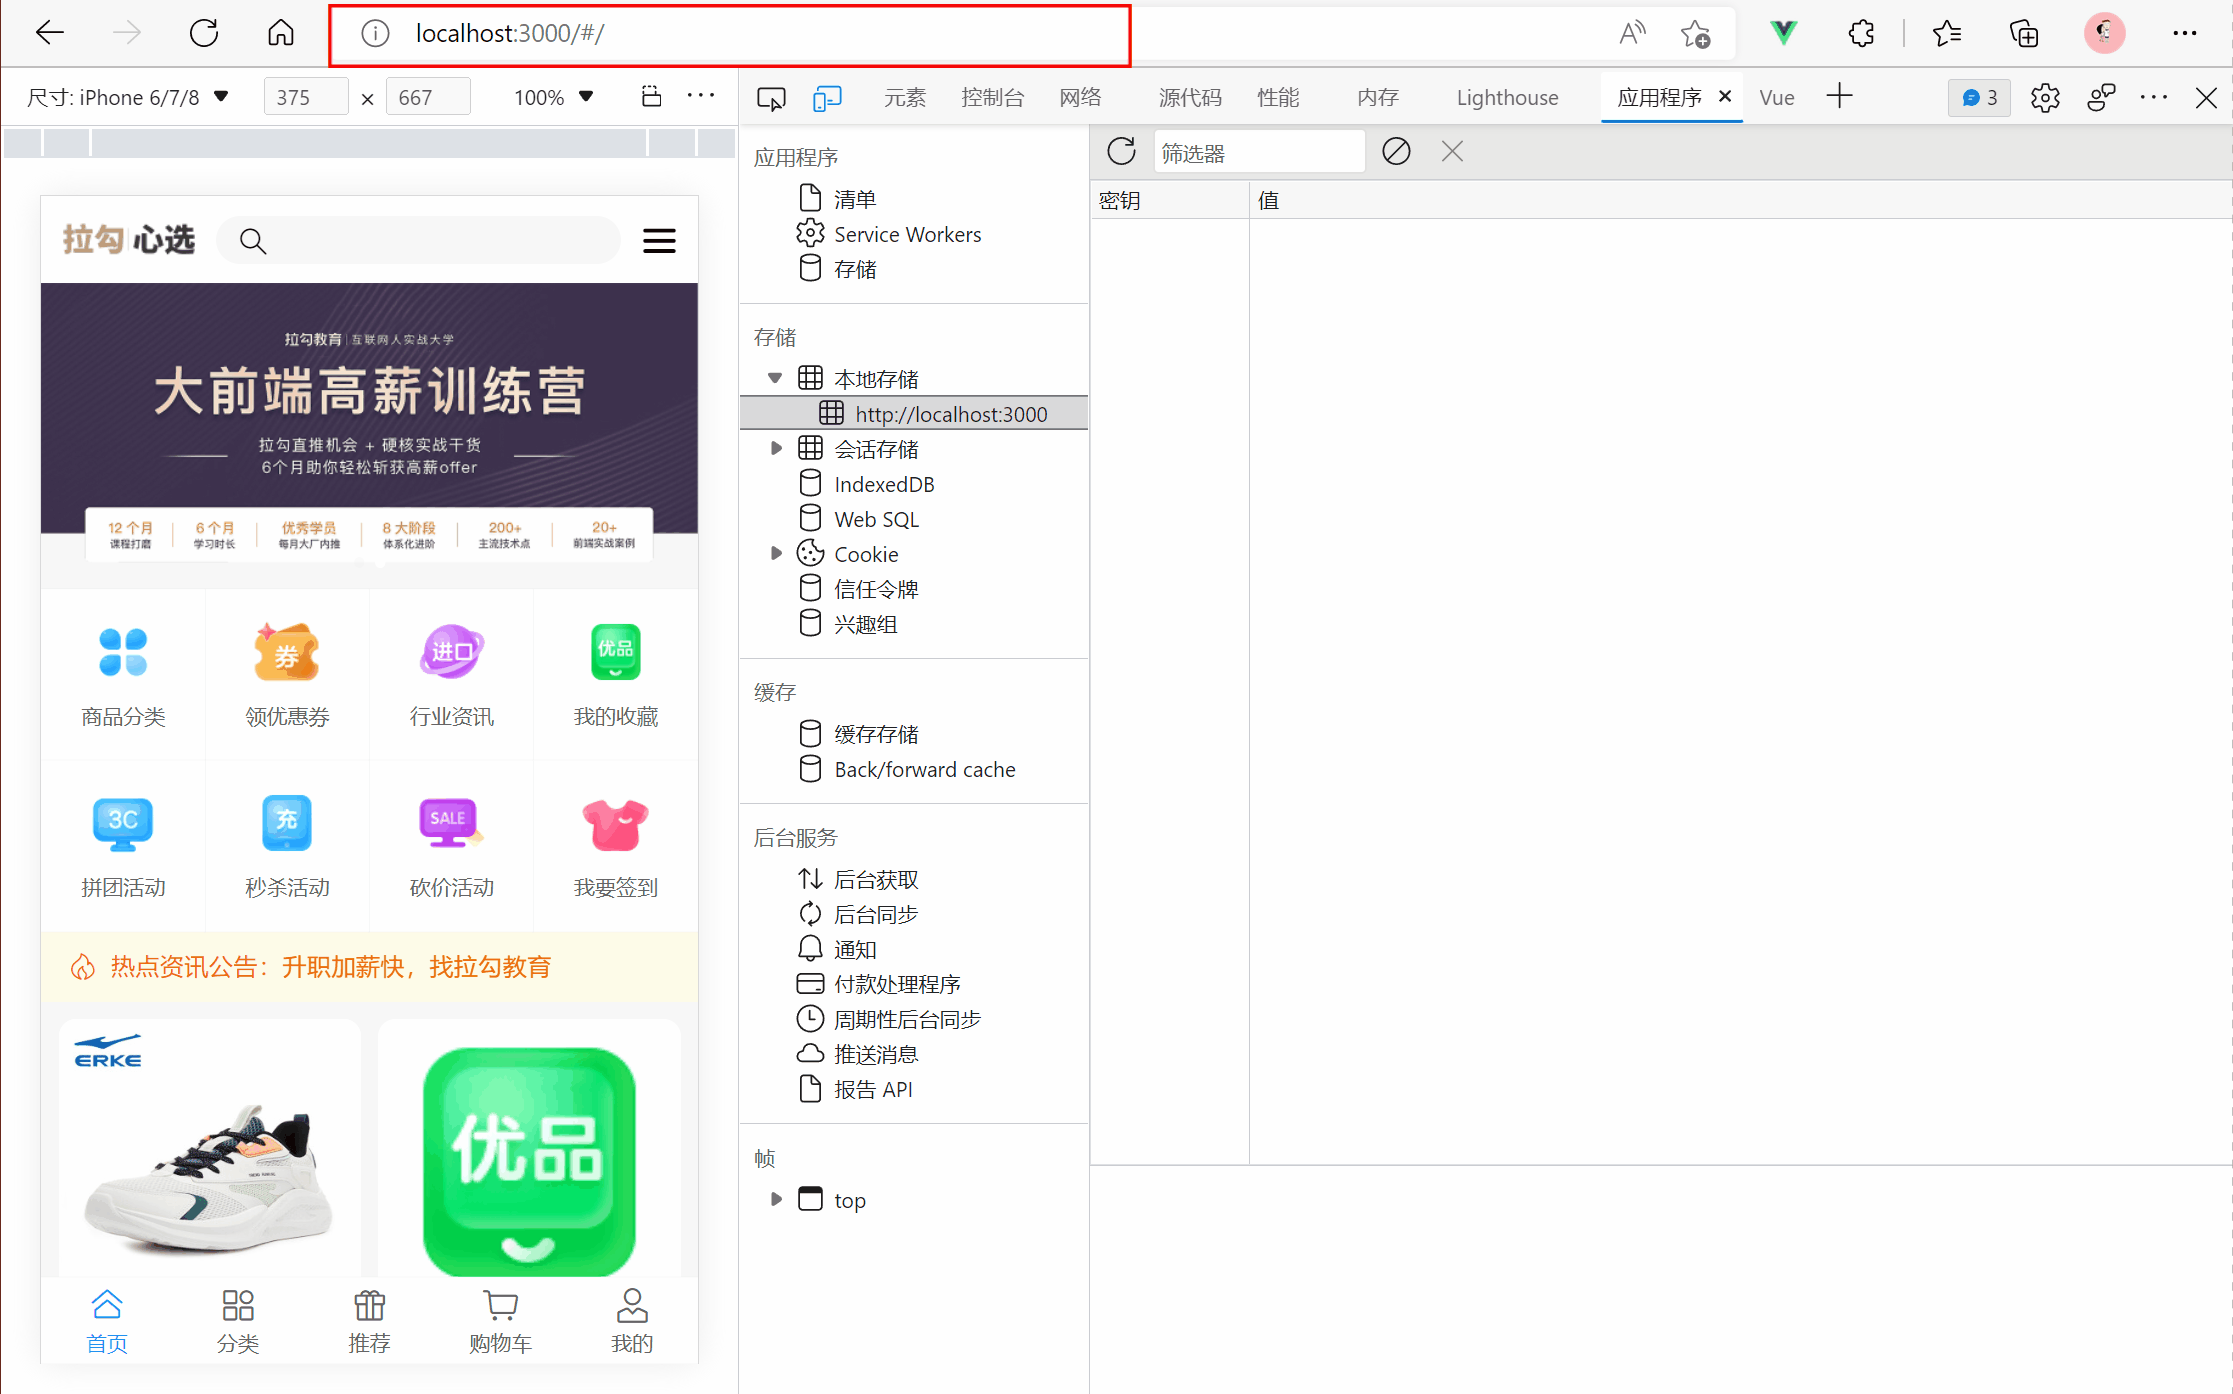 localhost:3000/#/
尺寸: iPhone 6/7/8
375 × 667
100%
元素 控制台 网络 源代码 性能 内存 Lighthouse 应用程序 × Vue
3
应用程序
清单
Service Workers
存储
存储
本地存储
http://localhost:3000
会话存储
IndexedDB
Web SQL
Cookie
信任令牌
兴趣组
缓存
缓存存储
Back/forward cache
后台服务
后台获取
后台同步
通知
付款处理程序
周期性后台同步
推送消息
报告 API
帧
top
筛选器
密钥 值
拉勾 心选
拉勾教育 | 互联网人实战大学
大前端高薪训练营
拉勾直推机会 + 硬核实战干货
6个月助你轻松斩获高薪offer
12 个月 6 个月 优秀学员 8 大阶段 200+ 20+
课程打磨 学习时长 每月大厂内推 体系化进阶 主流技术点 前端实战案例
券 进口 优品
商品分类 领优惠券 行业资讯 我的收藏
3C 充 SALE
拼团活动 秒杀活动 砍价活动 我要签到
热点资讯公告：升职加薪快，找拉勾教育
ERKE
优品
首页 分类 推荐 购物车 我的